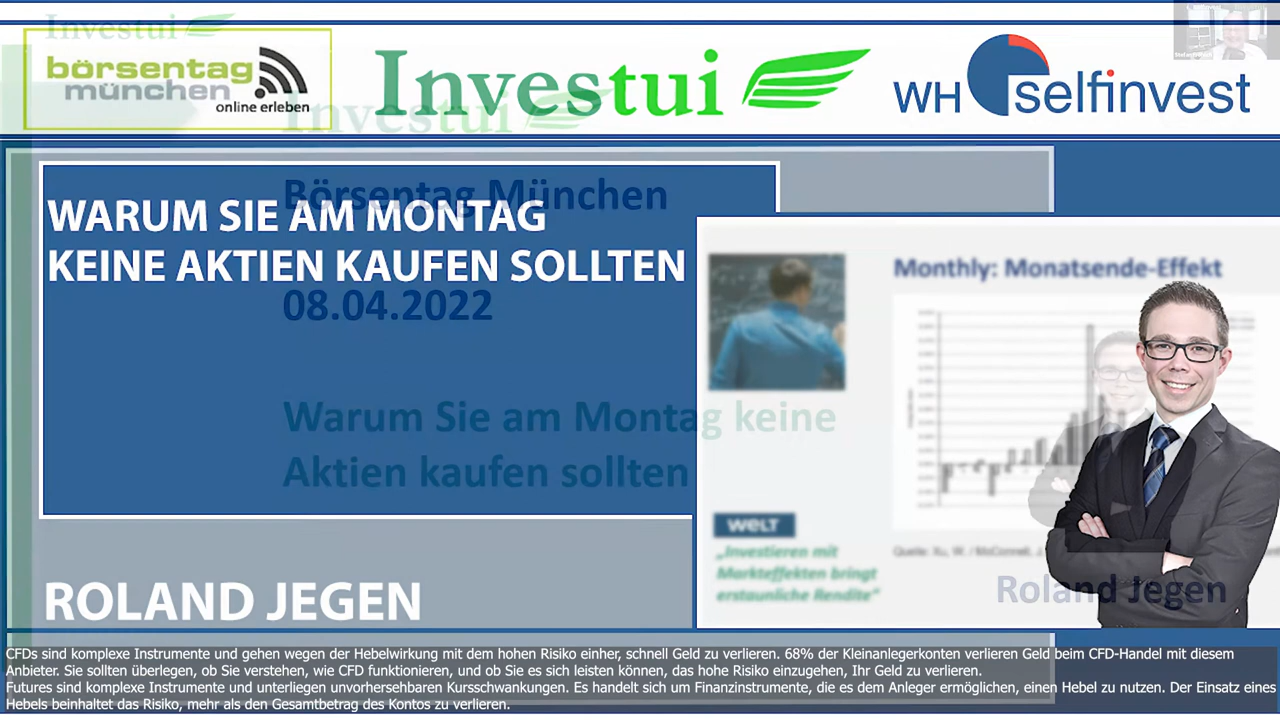 Investui
börsentag
münchen
online erleben
Investui
WH selfinvest
Investui
Börsentag München
WARUM SIE AM MONTAG
KEINE AKTIEN KAUFEN SOLLTEN
08.04.2022
Monthly: Monatsende-Effekt
Warum Sie am Montag keine
Aktien kaufen sollten
WELT
„Investieren mit
Markteffekten bringt
erstaunliche Rendite“
Quelle: Xu, W. / McConnell, J.
Roland Jegen
ROLAND JEGEN
CFDs sind komplexe Instrumente und gehen wegen der Hebelwirkung mit dem hohen Risiko einher, schnell Geld zu verlieren. 68% der Kleinanlegerkonten verlieren Geld beim CFD-Handel mit diesem
Anbieter. Sie sollten überlegen, ob Sie verstehen, wie CFD funktionieren, und ob Sie es sich leisten können, das hohe Risiko einzugehen, Ihr Geld zu verlieren.
Futures sind komplexe Instrumente und unterliegen unvorhersehbaren Kursschwankungen. Es handelt sich um Finanzinstrumente, die es dem Anleger ermöglichen, einen Hebel zu nutzen. Der Einsatz eines
Hebels beinhaltet das Risiko, mehr als den Gesamtbetrag des Kontos zu verlieren.